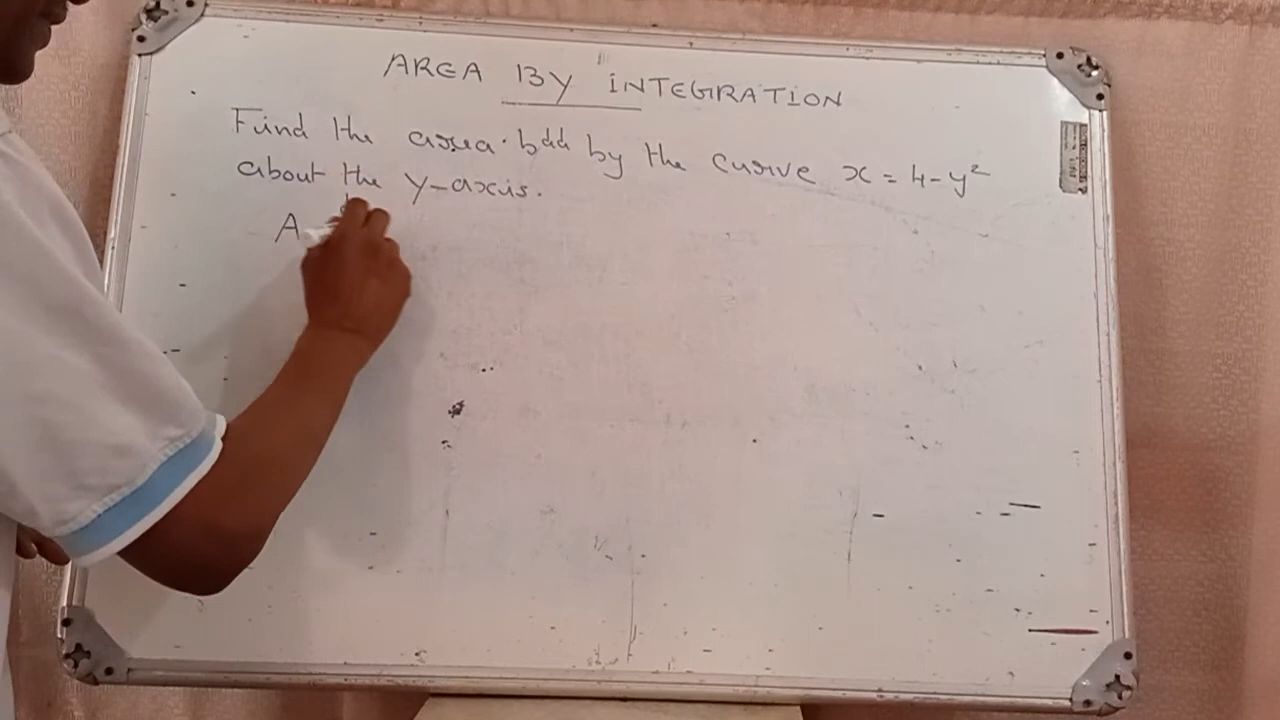 AREA BY INTEGRATION
Find the area bdd by the curve x = 4-y²
about the y-axis.
A